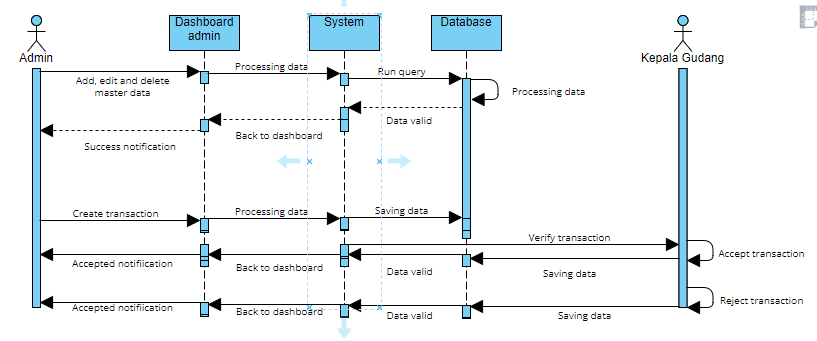 Dashboard
admin
System
Database
Admin
Kepala Gudang
Processing data
Run query
Add, edit and delete
master data
Processing data
Data valid
Back to dashboard
Success notification
Create transaction
Processing data
Saving data
Verify transaction
Accept transaction
Accepted notifiication
Back to dashboard
Data valid
Saving data
Reject transaction
Accepted notifiication
Back to dashboard
Data valid
Saving data